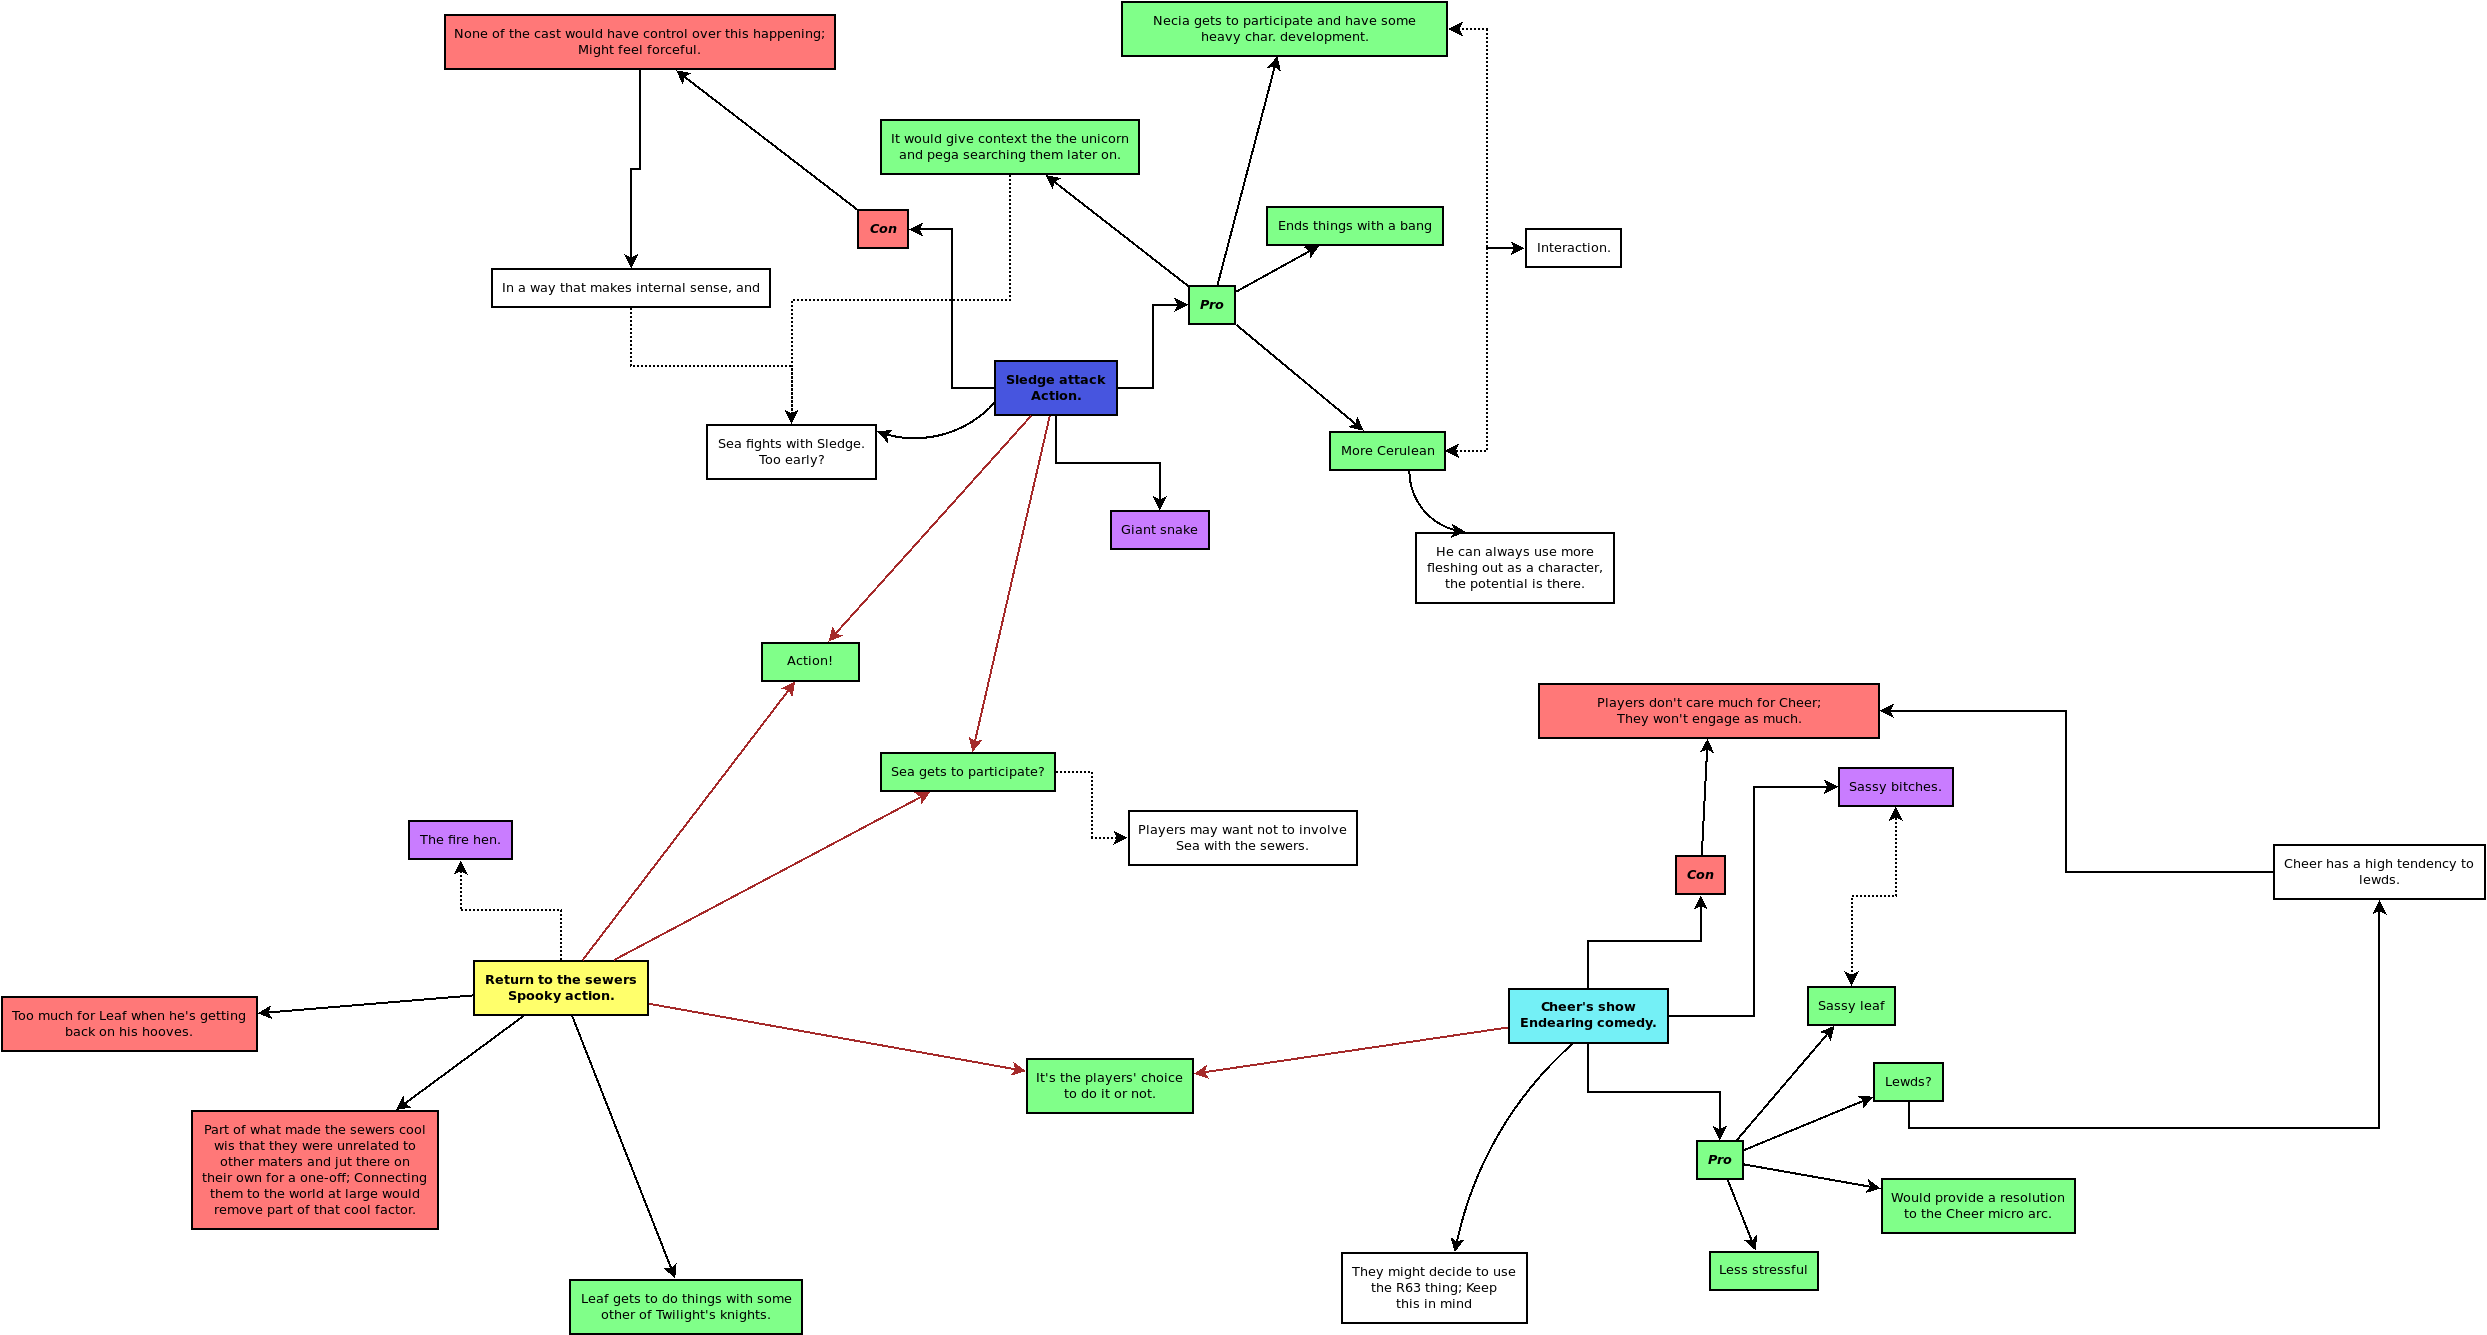 None of the cast would have control over this happening;
Might feel forceful.
Necia gets to participate and have some
heavy char. development.
It would give context the the unicorn
and pega searching them later on.
Con
Ends things with a bang
Interaction.
In a way that makes internal sense, and
Pro
Sledge attack
Action.
Sea fights with Sledge.
Too early?
More Cerulean
Giant snake
He can always use more
fleshing out as a character,
the potential is there.
Action!
Sea gets to participate?
Players may want not to involve
Sea with the sewers.
Players don't care much for Cheer;
They won't engage as much.
Sassy bitches.
Con
Cheer has a high tendency to
lewds.
The fire hen.
Return to the sewers
Spooky action.
Too much for Leaf when he's getting
back on his hooves.
Part of what made the sewers cool
wis that they were unrelated to
other maters and jut there on
their own for a one-off; Connecting
them to the world at large would
remove part of that cool factor.
Leaf gets to do things with some
other of Twilight's knights.
It's the players' choice
to do it or not.
Cheer's show
Endearing comedy.
Sassy leaf
Lewds?
Pro
Would provide a resolution
to the Cheer micro arc.
Less stressful
They might decide to use
the R63 thing; Keep
this in mind